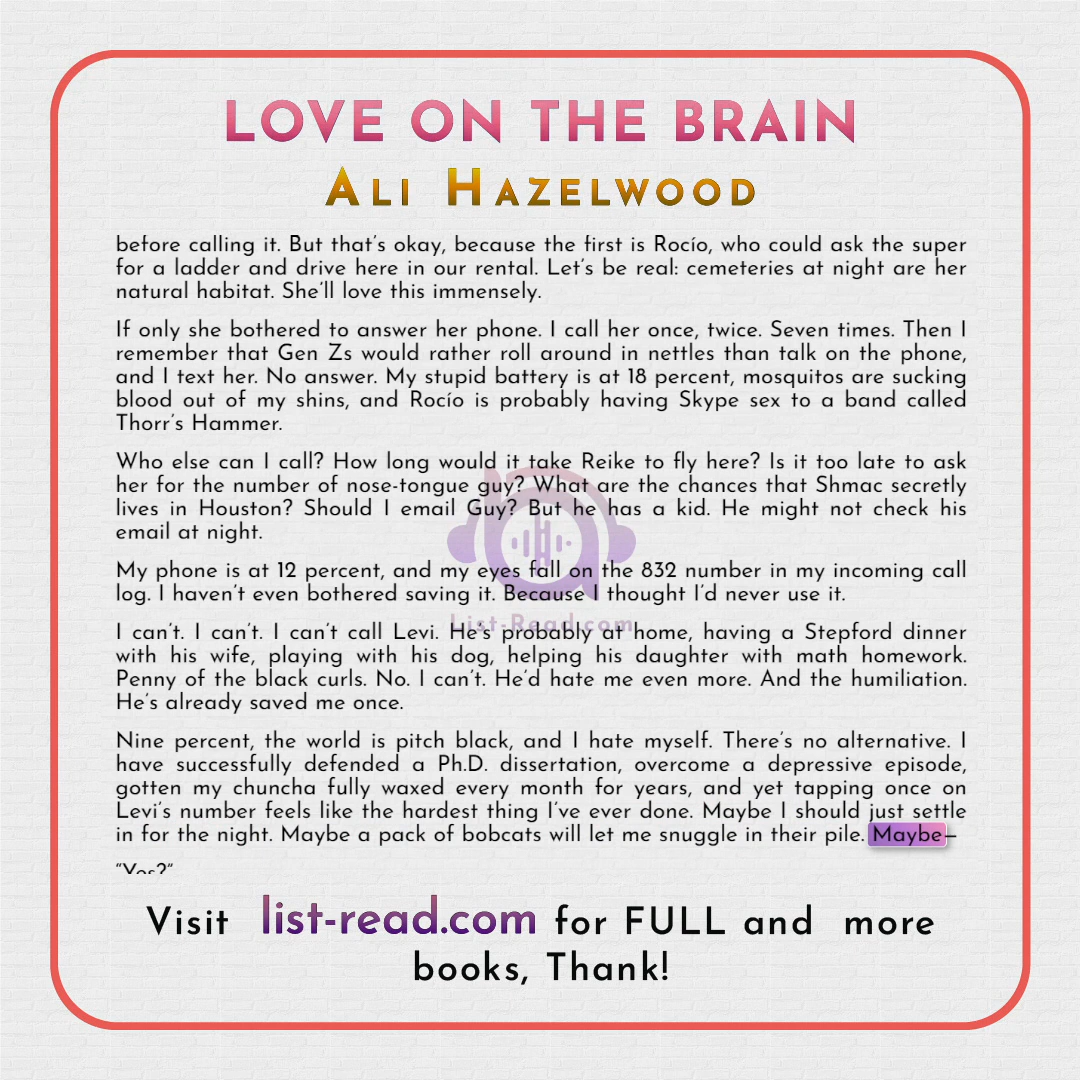 LOVE ON THE BRAIN
ALI HAZELWOOD
before calling it. But that's okay, because the first is Rocío, who could ask the super
for a ladder and drive here in our rental. Let's be real: cemeteries at night are her
natural habitat. She'll love this immensely.
If only she bothered to answer her phone. I call her once, twice. Seven times. Then I
remember that Gen Zs would rather roll around in nettles than talk on the phone,
and I text her. No answer. My stupid battery is at 18 percent, mosquitos are sucking
blood out of my shins, and Rocío is probably having Skype sex to a band called
Thorr's Hammer.
Who else can I call? How long would it take Reike to fly here? Is it too late to ask
her for the number of nose-tongue guy? What are the chances that Shmac secretly
lives in Houston? Should I email Guy? But he has a kid. He might not check his
email at night.
My phone is at 12 percent, and my eyes fall on the 832 number in my incoming call
log. I haven't even bothered saving it. Because I thought I'd never use it.
List-Read.com
I can't. I can't. I can't call Levi. He's probably at home, having a Stepford dinner
with his wife, playing with his dog, helping his daughter with math homework.
Penny of the black curls. No. I can't. He'd hate me even more. And the humiliation.
He's already saved me once.
Nine percent, the world is pitch black, and I hate myself. There's no alternative. I
have successfully defended a Ph.D. dissertation, overcome a depressive episode,
gotten my chuncha fully waxed every month for years, and yet tapping once on
Levi's number feels like the hardest thing I've ever done. Maybe I should just settle
in for the night. Maybe a pack of bobcats will let me snuggle in their pile. Maybe—
“Yes?”
Visit list-read.com for FULL and more
books, Thank!